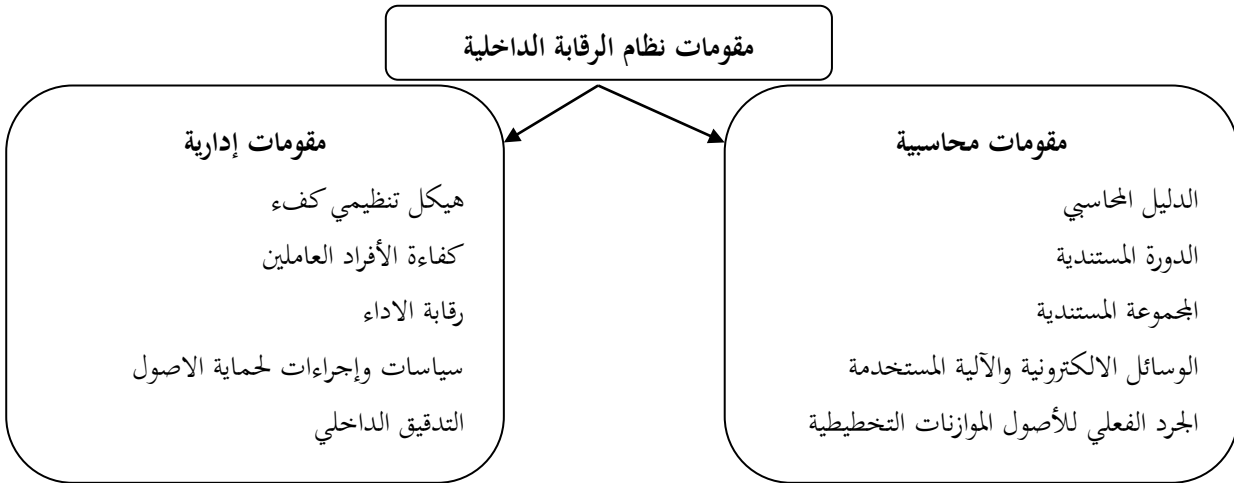 مقومات نظام الرقابة الداخلية
مقومات محاسبية
الدليل المحاسبي
الدورة المستندية
المجموعة المستندية
الوسائل الالكترونية والآلية المستخدمة
الجرد الفعلي للأصول الموازنات التخطيطية
مقومات إدارية
هيكل تنظيمي كفء
كفاءة الأفراد العاملين
رقابة الاداء
سياسات وإجراءات لحماية الاصول
التدقيق الداخلي